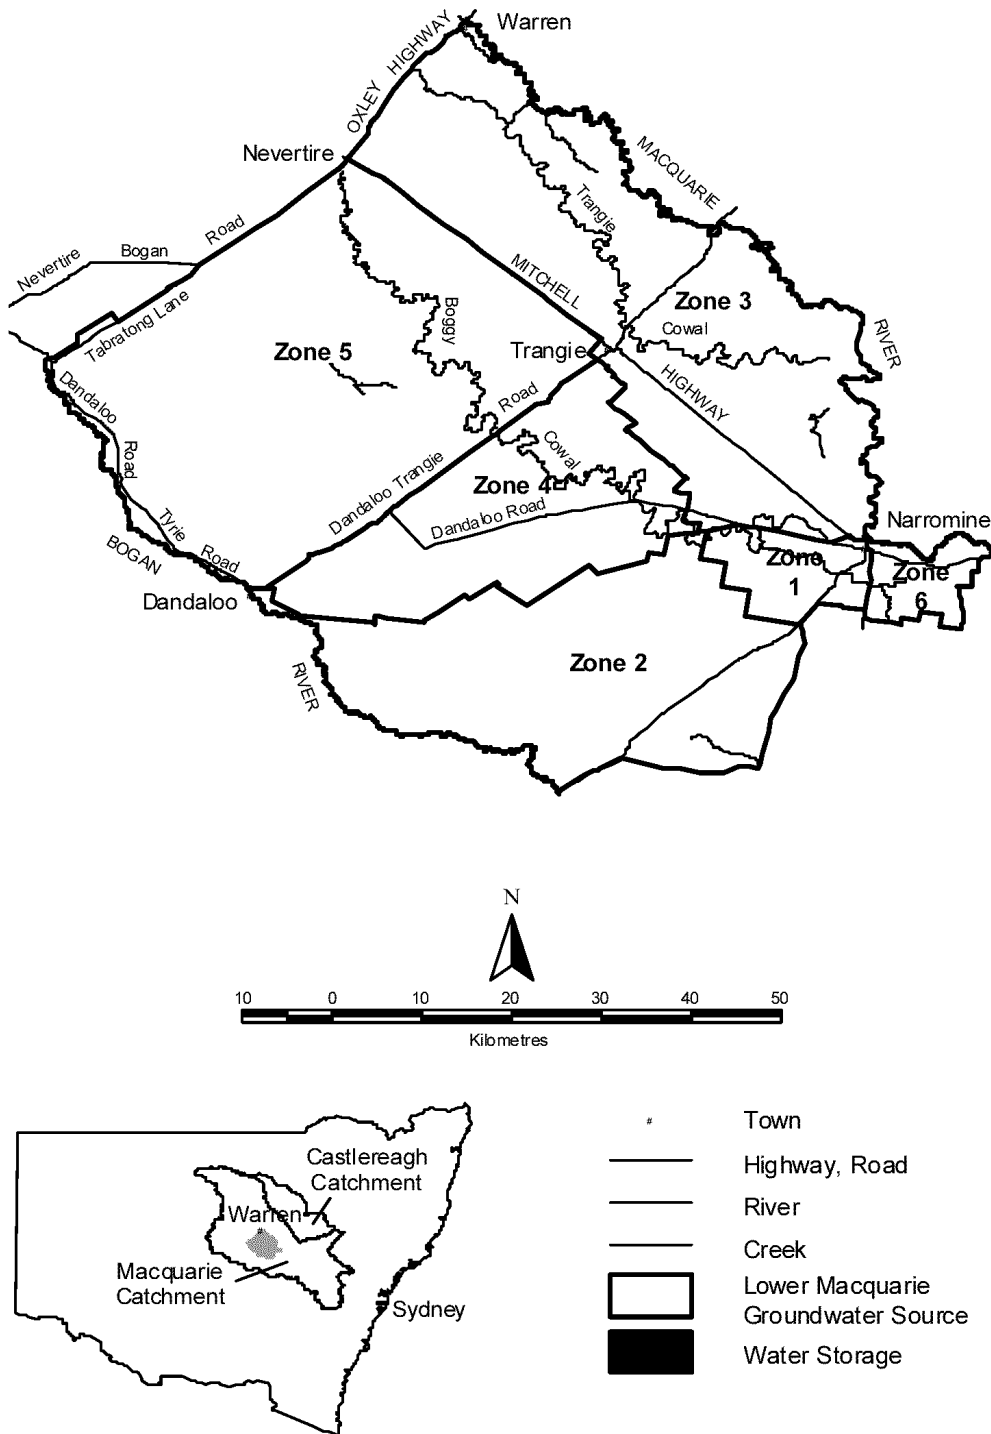 Warren
OXLEY HIGHWAY
Nevertire
MACQUARIE
Trangie
Road
Bogan
Nevertire
MITCHELL
Zone 3
Tabratong Lane
Boggy
Cowal
RIVER
Zone 5
Trangie
HIGHWAY
Dandaloo
Road
Road
Cowal
Dandaloo Trangie
Zone 4
Dandaloo Road
Tyrie
Narromine
BOGAN
Road
Zone
1
Zone
6
Dandaloo
Zone 2
RIVER
N
10 0 10 20 30 40 50
Kilometres
Castlereagh
Catchment
Warren
Macquarie
Catchment
Sydney
Town
Highway, Road
River
Creek
Lower Macquarie
Groundwater Source
Water Storage